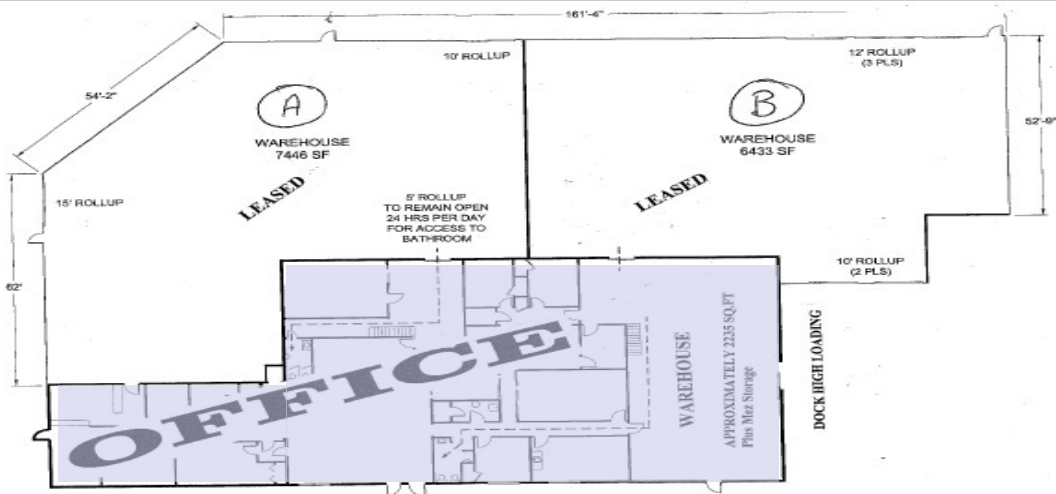 161'-4"
10' ROLLUP
12' ROLLUP
(3 PLS)
54'-2"
A
B
52'-9"
WAREHOUSE
7446 SF
WAREHOUSE
6433 SF
LEASED
LEASED
15' ROLLUP
5' ROLLUP
TO REMAIN OPEN
24 HRS PER DAY
FOR ACCESS TO
BATHROOM
10' ROLLUP
(2 PLS)
62'
OFFICE
WAREHOUSE
APPROXIMATELY 2235 SQ.FT
Plus Mez Storage
DOCK HIGH LOADING